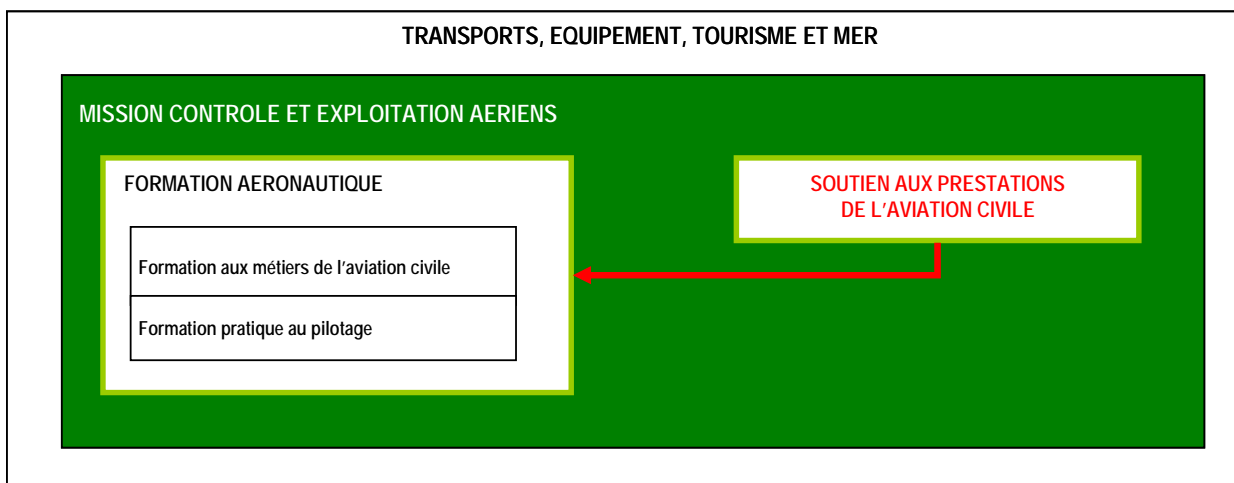 TRANSPORTS, EQUIPEMENT, TOURISME ET MER
MISSION CONTROLE ET EXPLOITATION AERIENS
FORMATION AERONAUTIQUE
Formation aux métiers de l'aviation civile
Formation pratique au pilotage
SOUTIEN AUX PRESTATIONS
DE L'AVIATION CIVILE